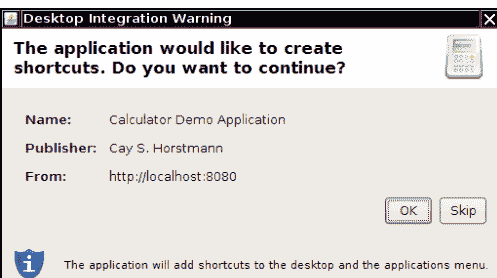 Desktop Integration Warning
The application would like to create
shortcuts. Do you want to continue?
Name: Calculator Demo Application
Publisher: Cay S. Horstmann
From: http://localhost:8080
OK Skip
The application will add shortcuts to the desktop and the applications menu.